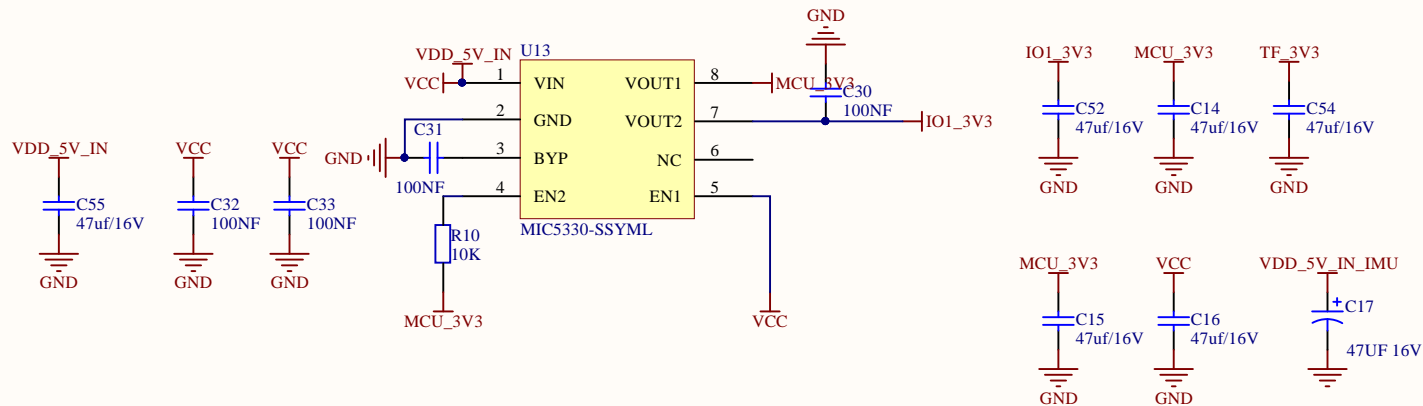 GND
VDD_5V_IN
U13
VCC
1
VIN
VOUT1
8
MCU_3V3
C30
100NF
2
GND
VOUT2
7
IO1_3V3
C31
GND
3
BYP
NC
6
100NF
4
EN2
EN1
5
MIC5330-SSYML
R10
10K
MCU_3V3
VCC
VDD_5V_IN
C55
47uf/16V
GND
VCC
C32
100NF
GND
VCC
C33
100NF
GND
IO1_3V3
C52
47uf/16V
GND
MCU_3V3
C14
47uf/16V
GND
TF_3V3
C54
47uf/16V
GND
MCU_3V3
C15
47uf/16V
GND
VCC
C16
47uf/16V
GND
VDD_5V_IN_IMU
+
C17
47UF 16V